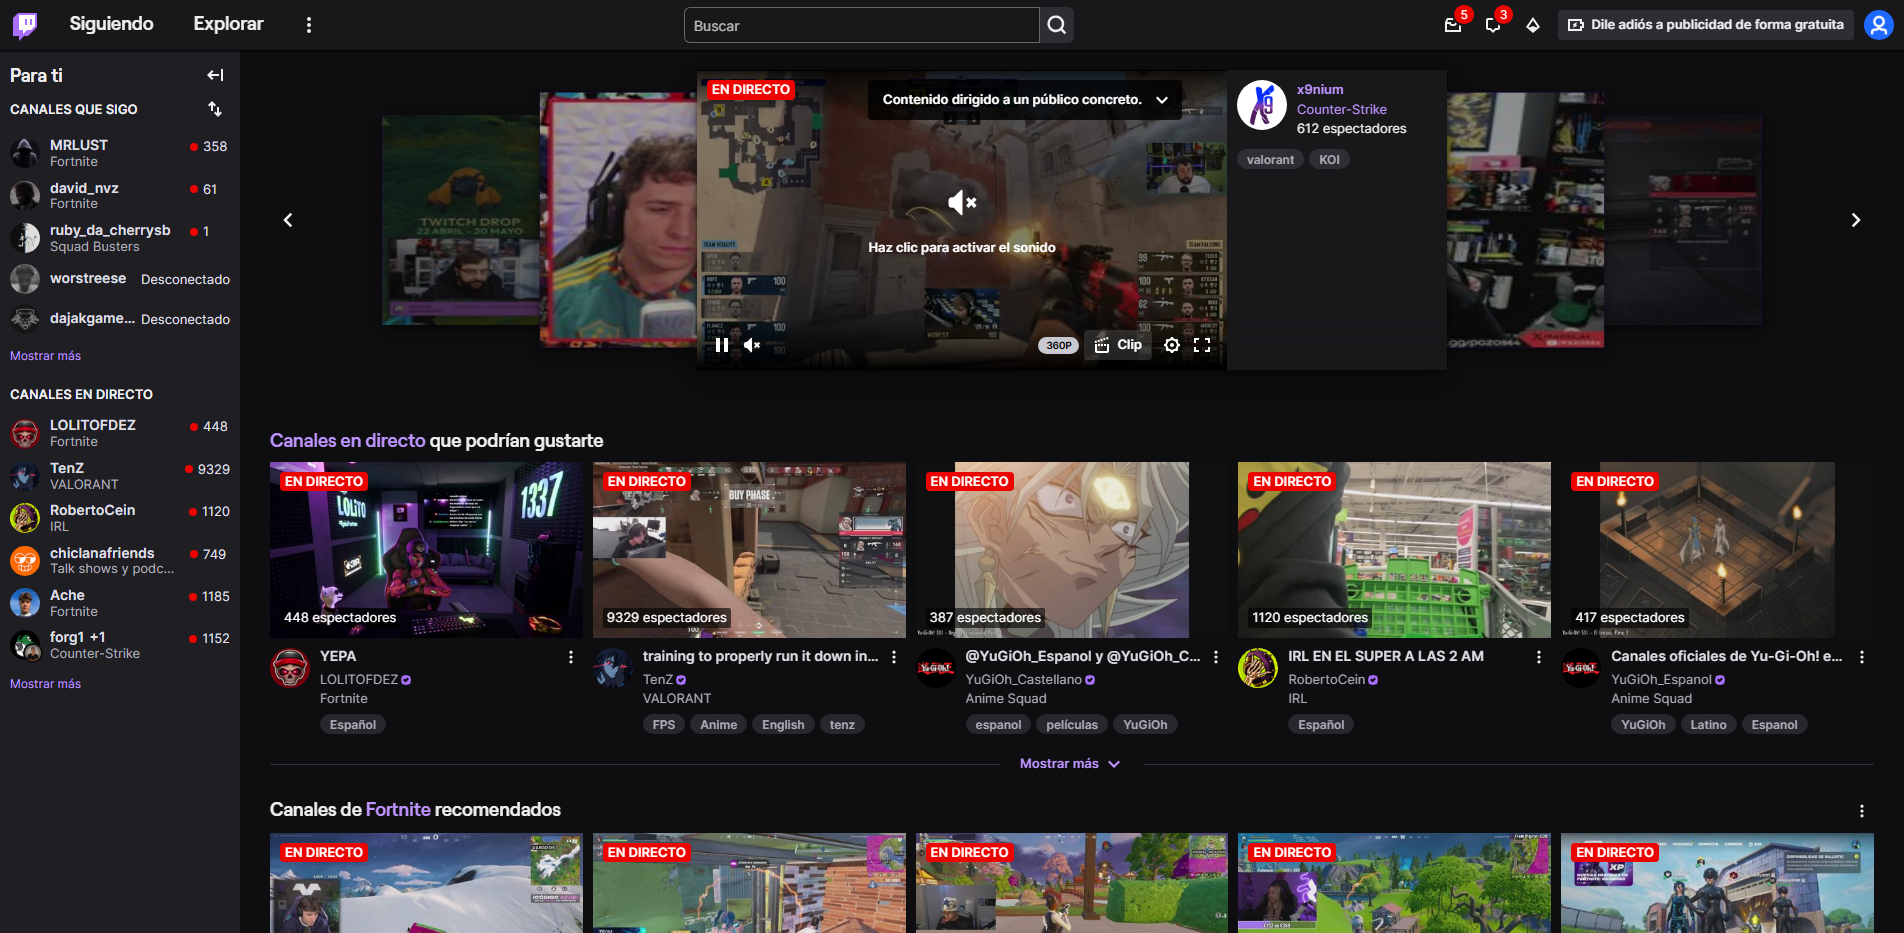 Siguiendo
Explorar
Buscar
5
3
Dile adiós a publicidad de forma gratuita
Para ti
CANALES QUE SIGO
MRLUST
358
Fortnite
david_nvz
61
Fortnite
ruby_da_cherrysb
1
Squad Busters
worstreese
Desconectado
dajakgame...
Desconectado
Mostrar más
CANALES EN DIRECTO
LOLITOFDEZ
448
Fortnite
TenZ
9329
VALORANT
RobertoCein
1120
IRL
chiclanafriends
749
Talk shows y podc...
Ache
1185
Fortnite
forg1 +1
1152
Counter-Strike
Mostrar más
TWITCH DROP
22 ABRIL - 20 MAYO
EN DIRECTO
Contenido dirigido a un público concreto.
Haz clic para activar el sonido
TEAM VITALITY
TEAM FALCONS
360P
Clip
x9nium
Counter-Strike
612 espectadores
valorant
KOI
Canales en directo que podrían gustarte
EN DIRECTO
LOLITO
1337
448 espectadores
YEPA
LOLITOFDEZ
Fortnite
Español
EN DIRECTO
BUY PHASE
9329 espectadores
training to properly run it down in...
TenZ
VALORANT
FPS
Anime
English
tenz
EN DIRECTO
387 espectadores
@YuGiOh_Espanol y @YuGiOh_C...
YuGiOh_Castellano
Anime Squad
espanol
películas
YuGiOh
EN DIRECTO
1120 espectadores
IRL EN EL SUPER A LAS 2 AM
RobertoCein
IRL
Español
EN DIRECTO
417 espectadores
Canales oficiales de Yu-Gi-Oh! e...
YuGiOh_Espanol
Anime Squad
YuGiOh
Latino
Espanol
Mostrar más
Canales de Fortnite recomendados
EN DIRECTO
EN DIRECTO
EN DIRECTO
EN DIRECTO
EN DIRECTO
XP